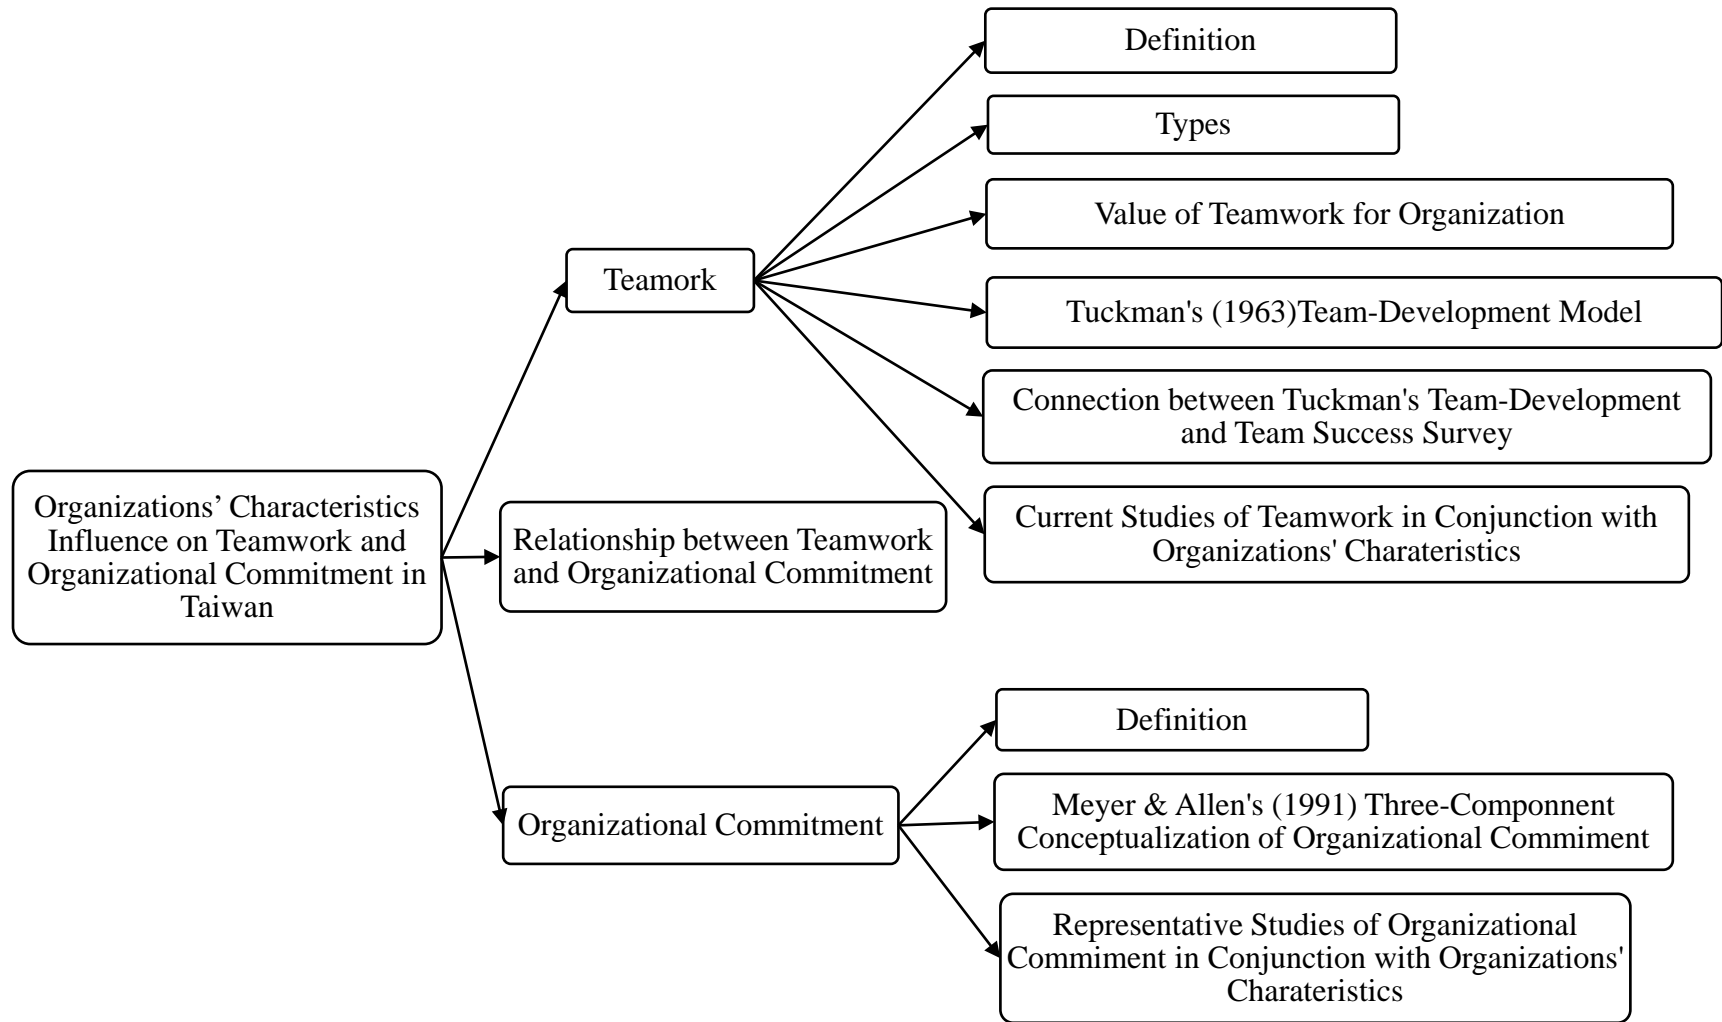 Organizations’ Characteristics
Influence on Teamwork and
Organizational Commitment in
Taiwan
Teamork
Definition
Types
Value of Teamwork for Organization
Tuckman's (1963)Team-Development Model
Connection between Tuckman's Team-Development
and Team Success Survey
Current Studies of Teamwork in Conjunction with
Organizations' Charateristics
Relationship between Teamwork
and Organizational Commitment
Organizational Commitment
Definition
Meyer & Allen's (1991) Three-Componnent
Conceptualization of Organizational Commiment
Representative Studies of Organizational
Commiment in Conjunction with Organizations'
Charateristics